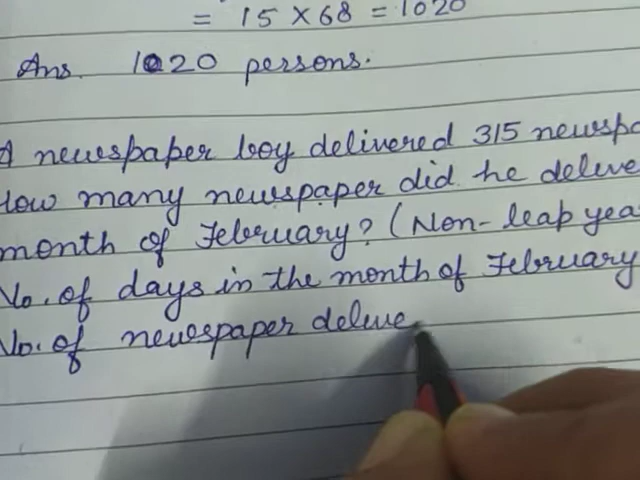 = 15 × 68 = 1020
Ans. 1020 persons.
A newspaper boy delivered 315 newspa
How many newspaper did he delive
month of February? (Non-leap yea
No. of days in the month of February
No. of newspaper delive